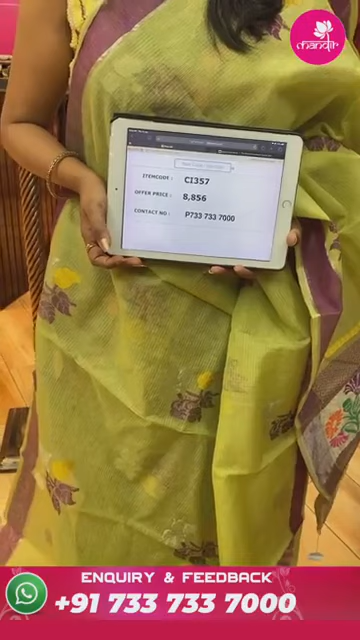 mandir
ITEMCODE : CI357
OFFER PRICE : 8,856
CONTACT NO : P733 733 7000
ENQUIRY & FEEDBACK
+91 733 733 7000